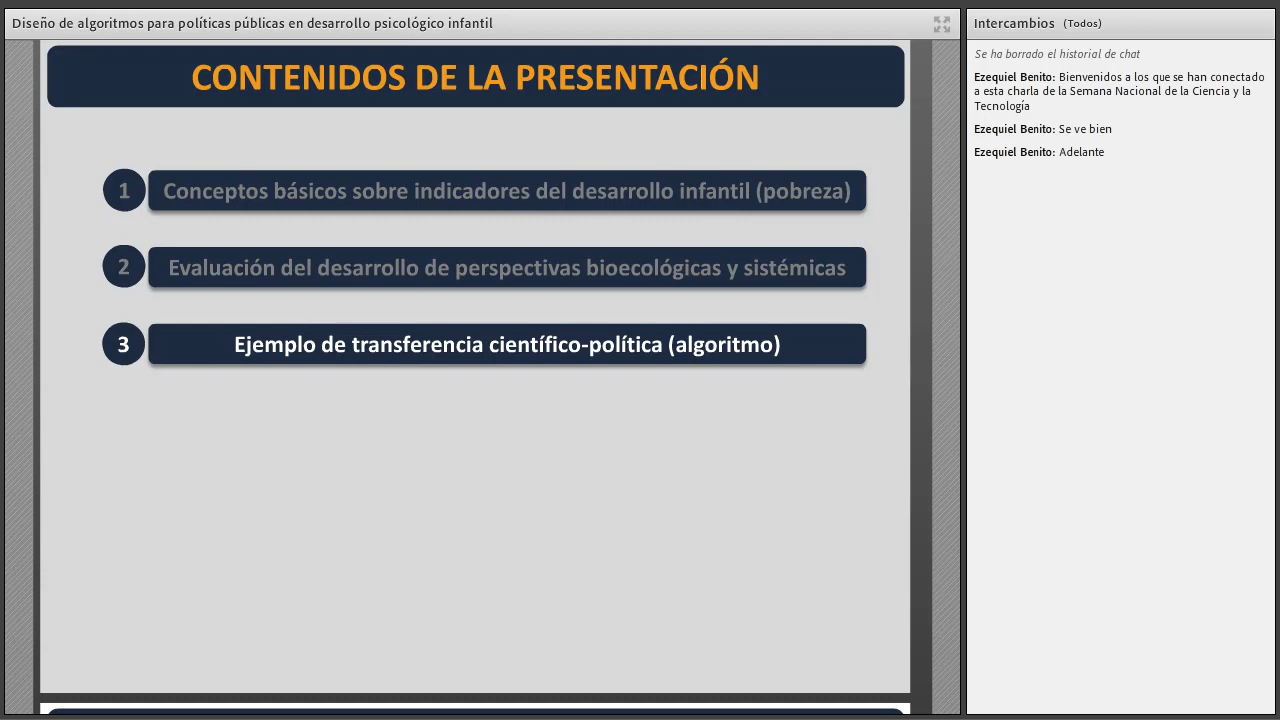 Diseño de algoritmos para políticas públicas en desarrollo psicológico infantil
CONTENIDOS DE LA PRESENTACIÓN
1 Conceptos básicos sobre indicadores del desarrollo infantil (pobreza)
2 Evaluación del desarrollo de perspectivas bioecológicas y sistémicas
3 Ejemplo de transferencia científico-política (algoritmo)
Intercambios (Todos)
Se ha borrado el historial de chat
Ezequiel Benito: Bienvenidos a los que se han conectado
a esta charla de la Semana Nacional de la Ciencia y la
Tecnología
Ezequiel Benito: Se ve bien
Ezequiel Benito: Adelante